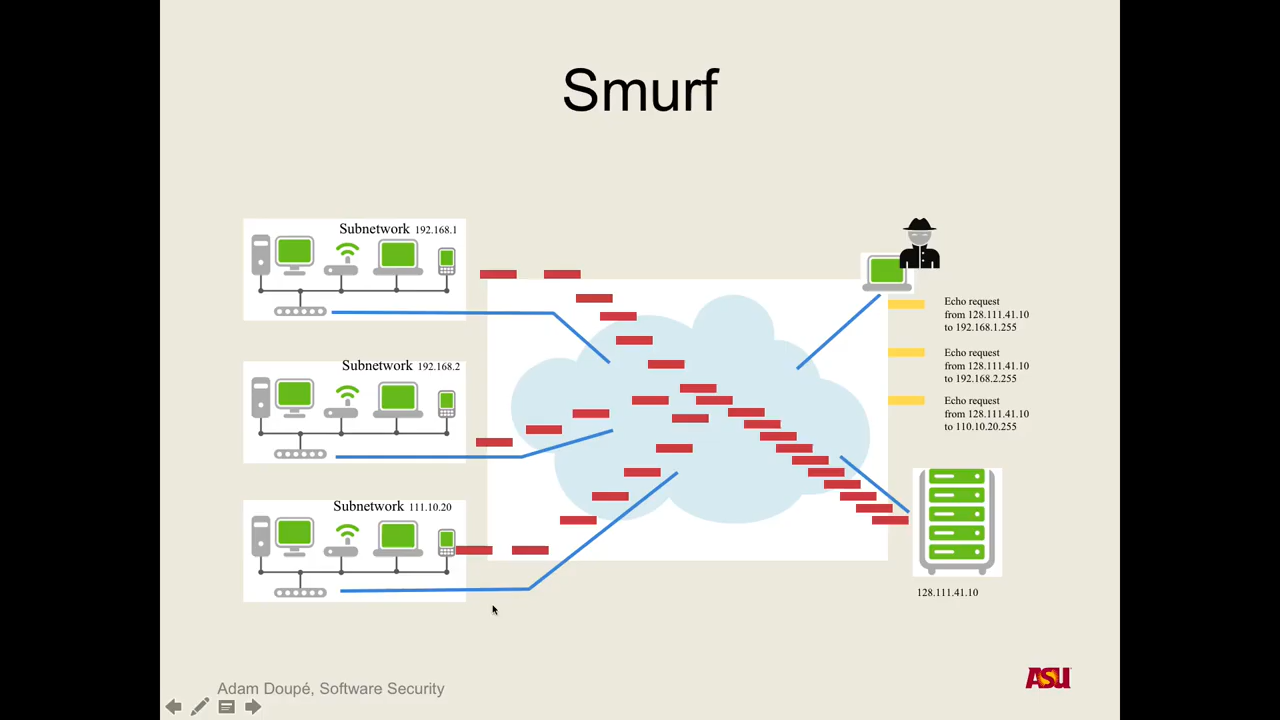 Smurf
Subnetwork 192.168.1
Echo request
from 128.111.41.10
to 192.168.1.255
Subnetwork 192.168.2
Echo request
from 128.111.41.10
to 192.168.2.255
Echo request
from 128.111.41.10
to 110.10.20.255
Subnetwork 111.10.20
128.111.41.10
Adam Doupé, Software Security
ASU